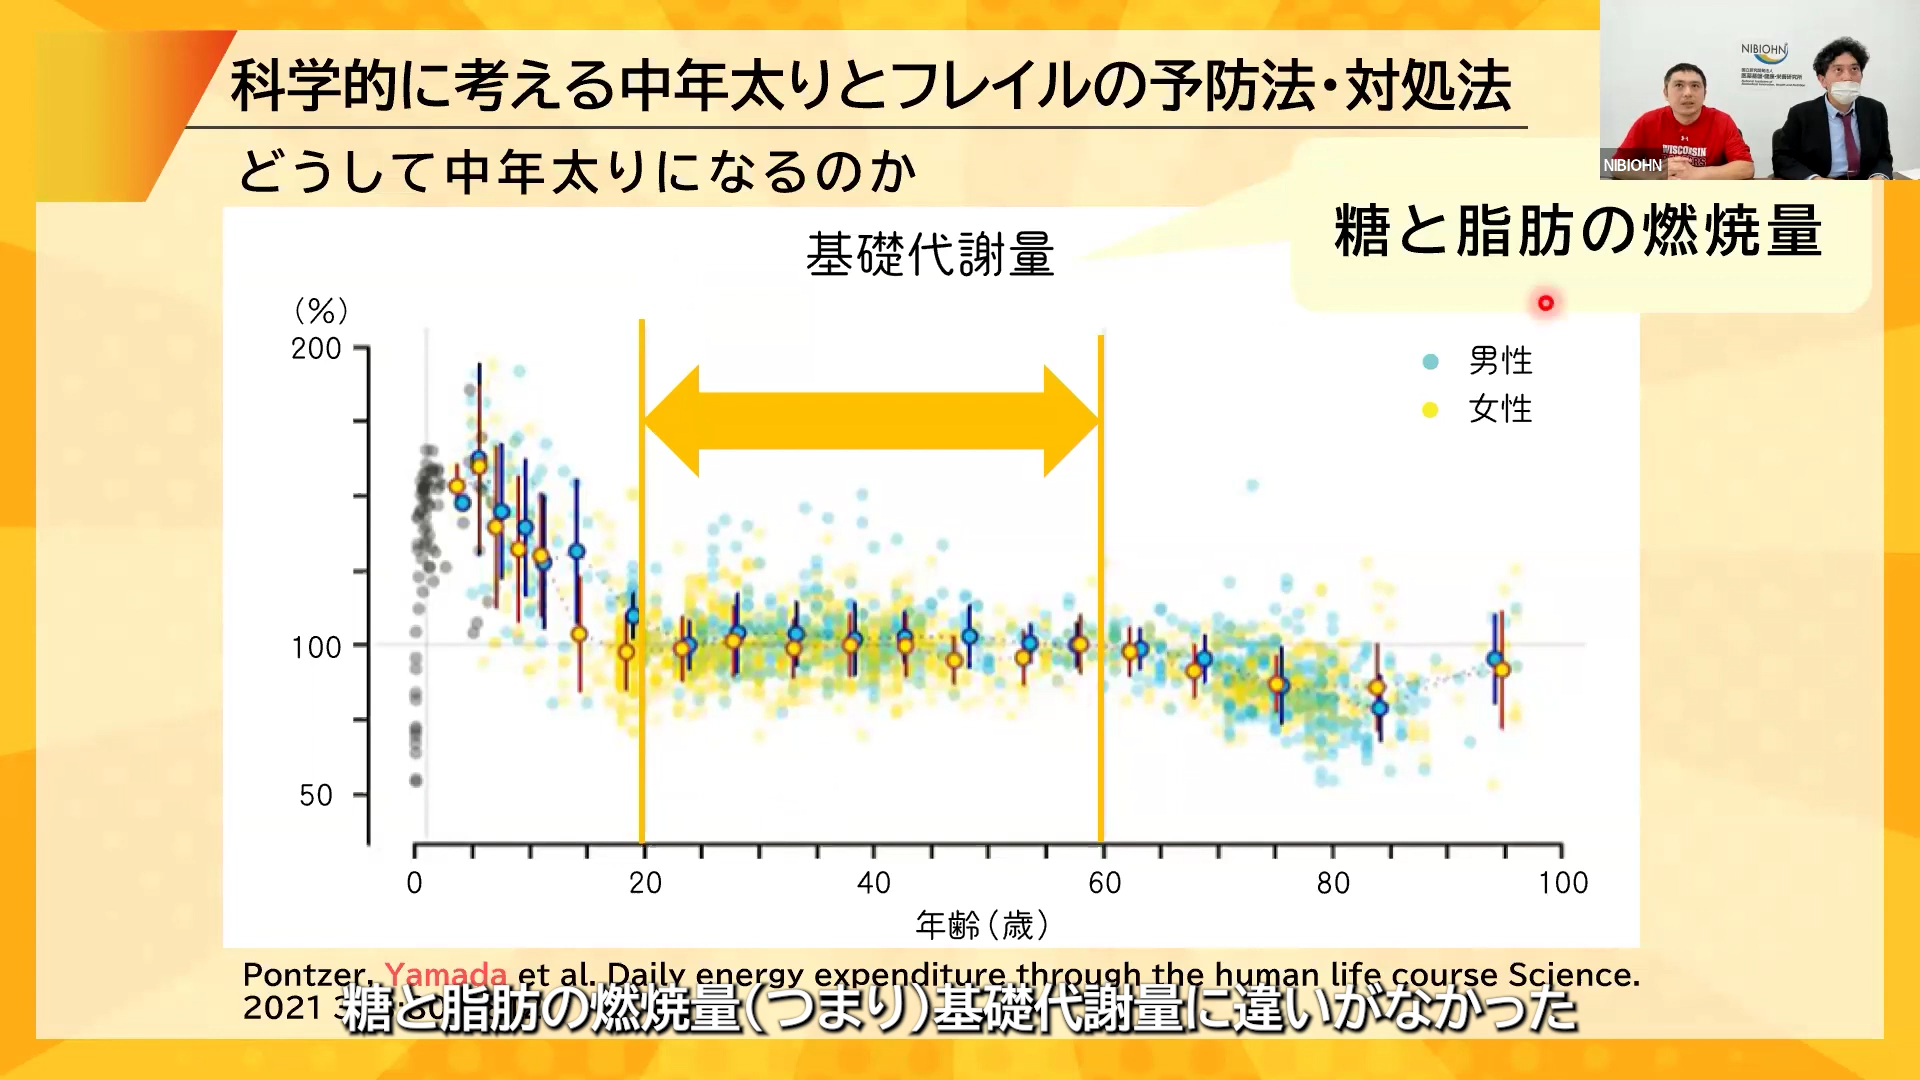 科学的に考える中年太りとフレイルの予防法・対処法
NIBIOHN
NIBIOHN
WISCONSIN
どうして中年太りになるのか
糖と脂肪の燃焼量
基礎代謝量
(%)
200
100
50
男性
女性
0 20 40 60 80 100
年齢(歳)
Pontzer, Yamada et al. Daily energy expenditure through the human life course Science.
2021
糖と脂肪の燃焼量(つまり)基礎代謝量に違いがなかった